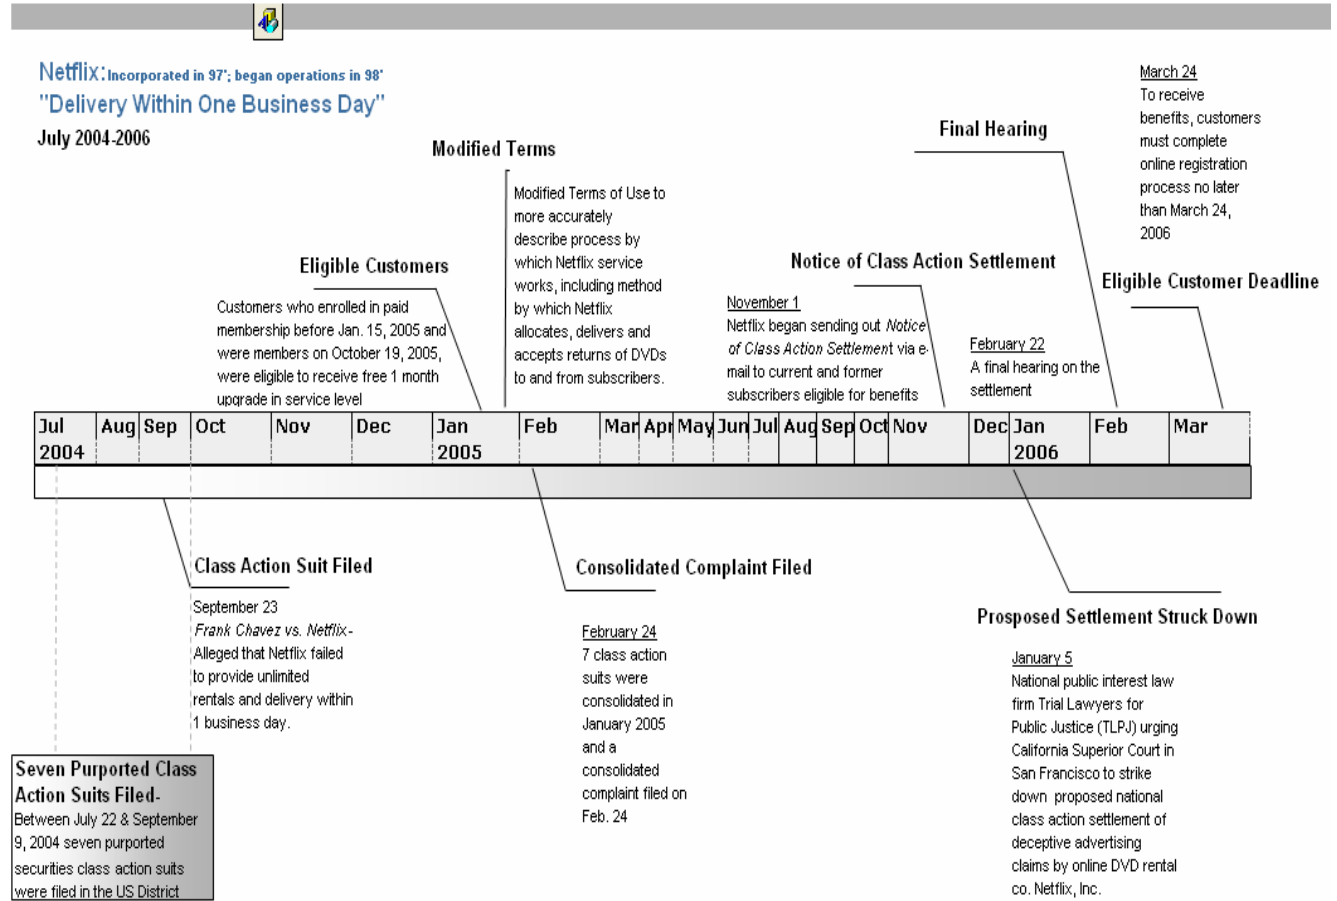 Netflix: Incorporated in 97'; began operations in 98'
"Delivery Within One Business Day"
July 2004-2006
Modified Terms
Modified Terms of Use to
more accurately
describe process by
which Netflix service
works, including method
by which Netflix
allocates, delivers and
accepts returns of DVDs
to and from subscribers.
Eligible Customers
Customers who enrolled in paid
membership before Jan. 15, 2005 and
were members on October 19, 2005,
were eligible to receive free 1 month
upgrade in service level
Final Hearing
February 22
A final hearing on the
settlement
Notice of Class Action Settlement
November 1
Netflix began sending out Notice
of Class Action Settlement via e-
mail to current and former
subscribers eligible for benefits
March 24
To receive
benefits, customers
must complete
online registration
process no later
than March 24,
2006
Eligible Customer Deadline
Jul Aug Sep Oct Nov Dec Jan Feb Mar Apr May Jun Jul Aug Sep Oct Nov Dec Jan Feb Mar
2004 2005 2006
Class Action Suit Filed
September 23
Frank Chavez vs. Netflix-
Alleged that Netflix failed
to provide unlimited
rentals and delivery within
1 business day.
Consolidated Complaint Filed
February 24
7 class action
suits were
consolidated in
January 2005
and a
consolidated
complaint filed on
Feb. 24
Prosposed Settlement Struck Down
January 5
National public interest law
firm Trial Lawyers for
Public Justice (TLPJ) urging
California Superior Court in
San Francisco to strike
down proposed national
class action settlement of
deceptive advertising
claims by online DVD rental
co. Netflix, Inc.
Seven Purported Class
Action Suits Filed-
Between July 22 & September
9, 2004 seven purported
securities class action suits
were filed in the US District